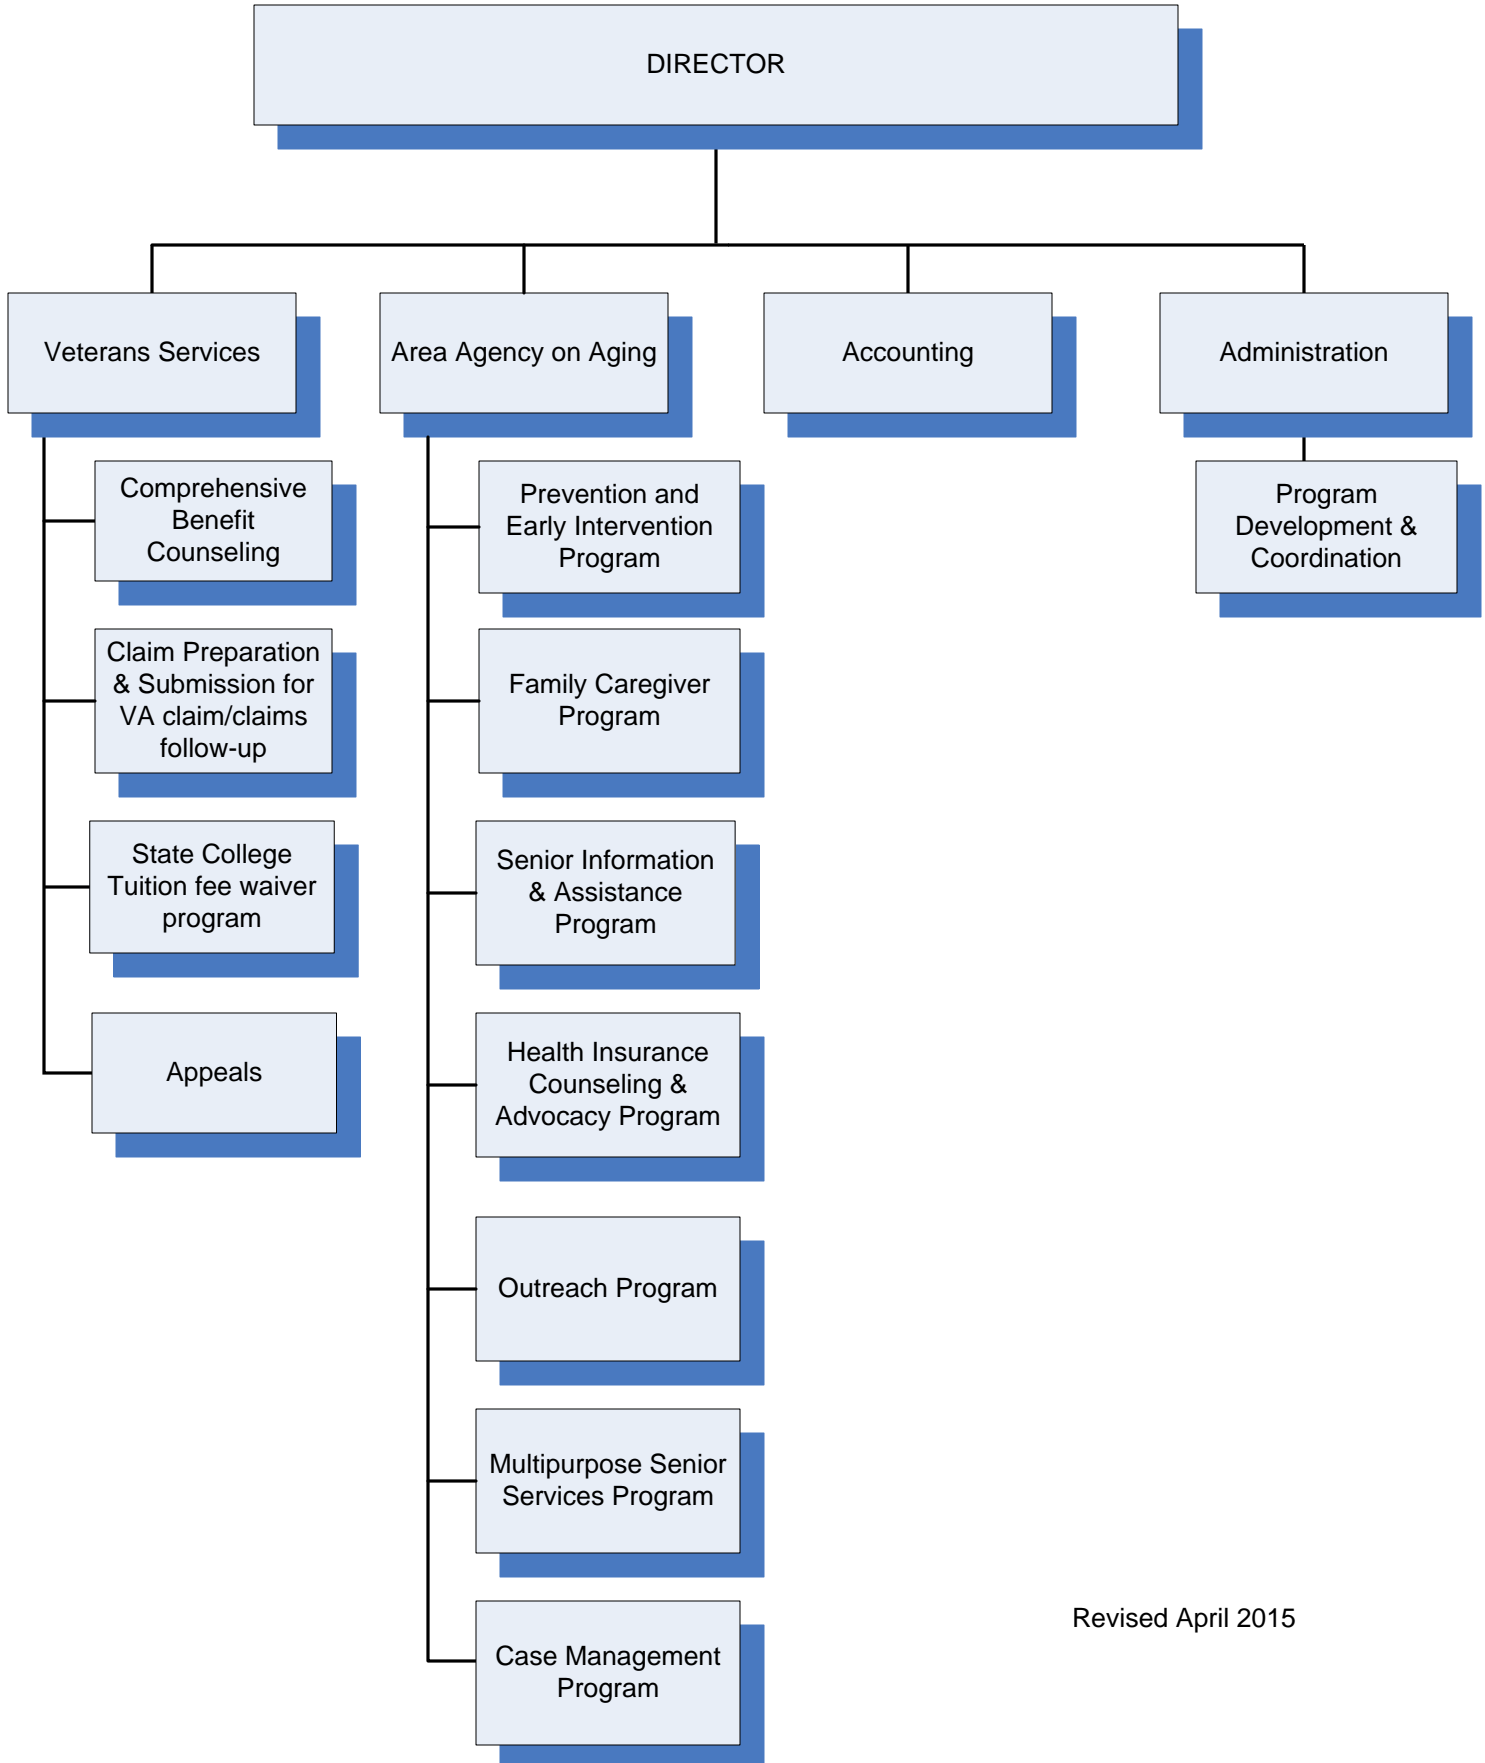 DIRECTOR
Veterans Services
Area Agency on Aging
Accounting
Administration
Comprehensive
Benefit
Counseling
Claim Preparation
& Submission for
VA claim/claims
follow-up
State College
Tuition fee waiver
program
Appeals
Prevention and
Early Intervention
Program
Family Caregiver
Program
Senior Information
& Assistance
Program
Health Insurance
Counseling &
Advocacy Program
Outreach Program
Multipurpose Senior
Services Program
Case Management
Program
Program
Development &
Coordination
Revised April 2015